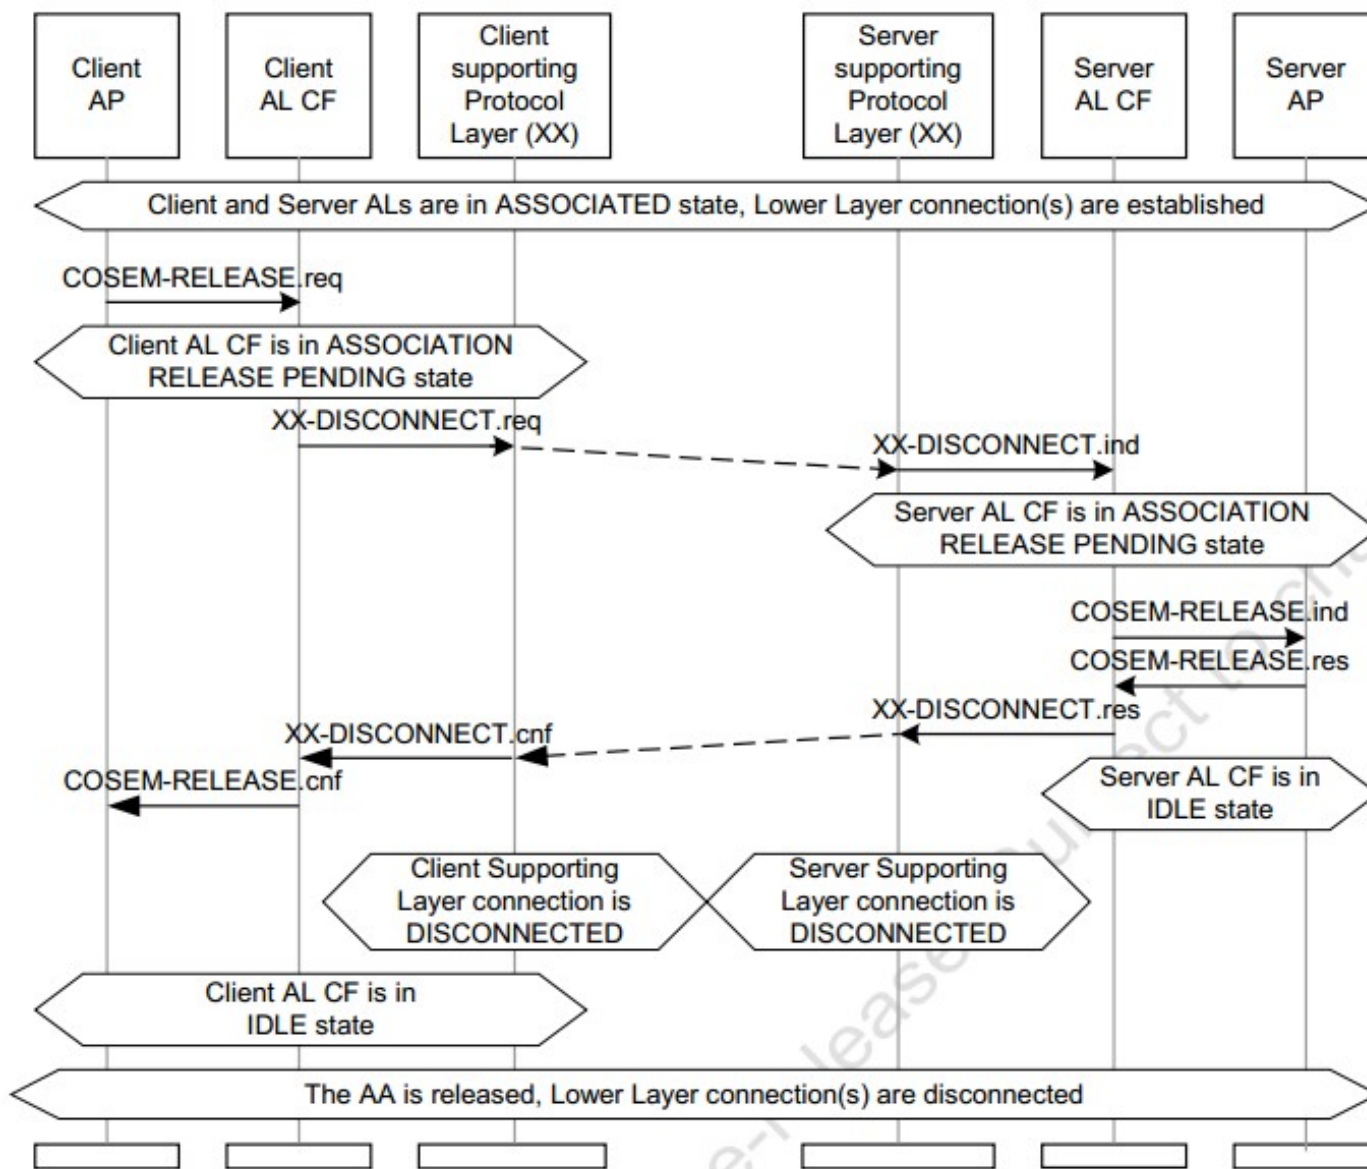 Client
AP
Client
AL CF
Client
supporting
Protocol
Layer (XX)
Server
supporting
Protocol
Layer (XX)
Server
AL CF
Server
AP
Client and Server ALs are in ASSOCIATED state, Lower Layer connection(s) are established
COSEM-RELEASE.req
Client AL CF is in ASSOCIATION
RELEASE PENDING state
XX-DISCONNECT.req
XX-DISCONNECT.ind
Server AL CF is in ASSOCIATION
RELEASE PENDING state
COSEM-RELEASE.ind
COSEM-RELEASE.res
XX-DISCONNECT.res
XX-DISCONNECT.cnf
COSEM-RELEASE.cnf
Server AL CF is in
IDLE state
Client Supporting
Layer connection is
DISCONNECTED
Server Supporting
Layer connection is
DISCONNECTED
Client AL CF is in
IDLE state
The AA is released, Lower Layer connection(s) are disconnected